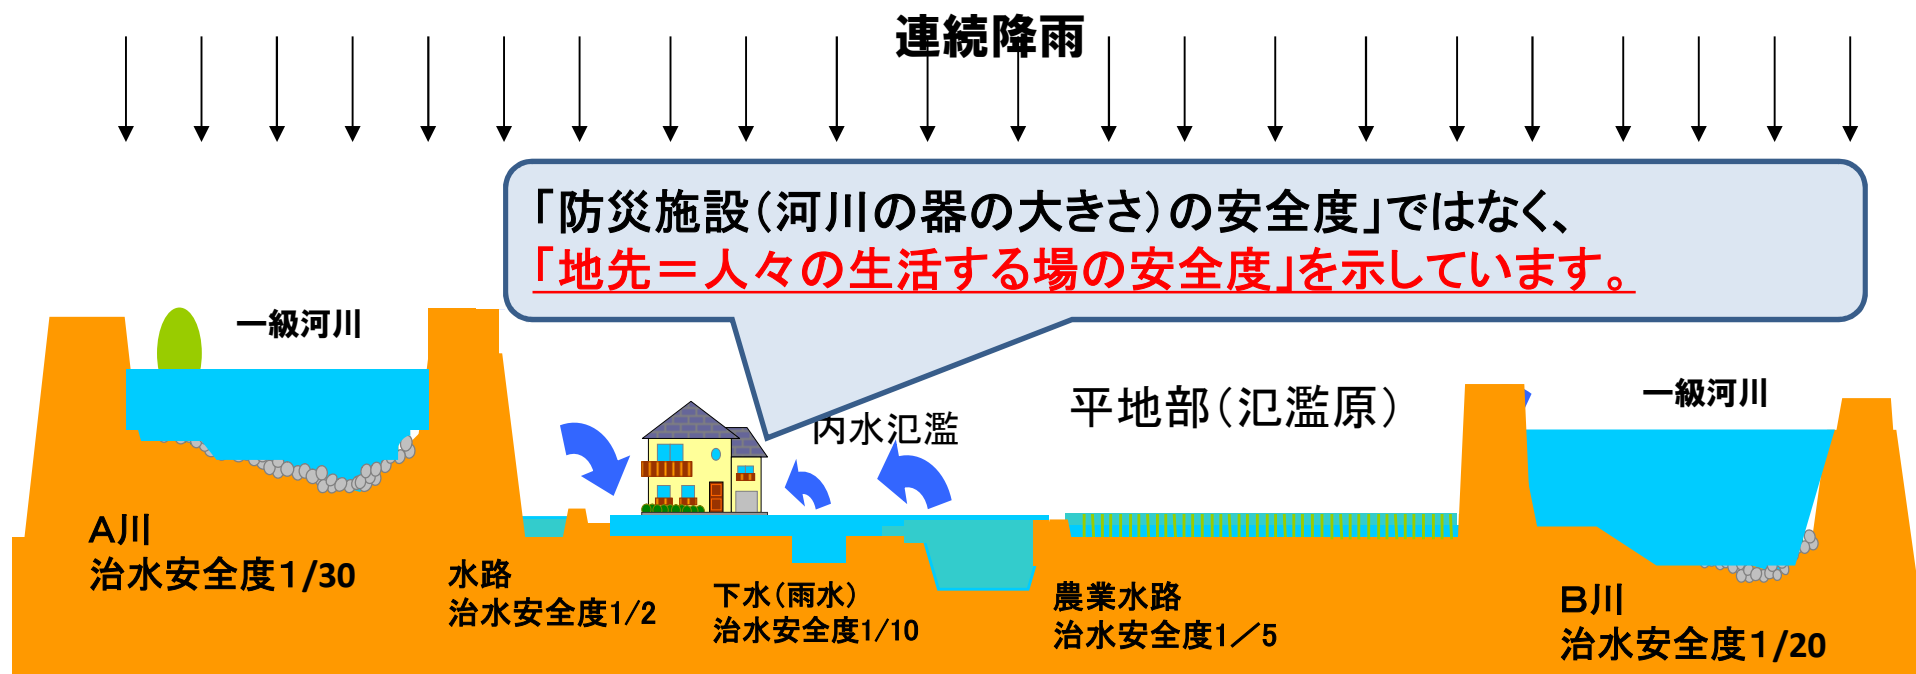 連続降雨
「防災施設(河川の器の大きさ)の安全度」ではなく、
「地先＝人々の生活する場の安全度」を示しています。
一級河川
内水氾濫
平地部(氾濫原)
一級河川
A川
治水安全度1/30
水路
治水安全度1/2
下水(雨水)
治水安全度1/10
農業水路
治水安全度1／5
B川
治水安全度1/20